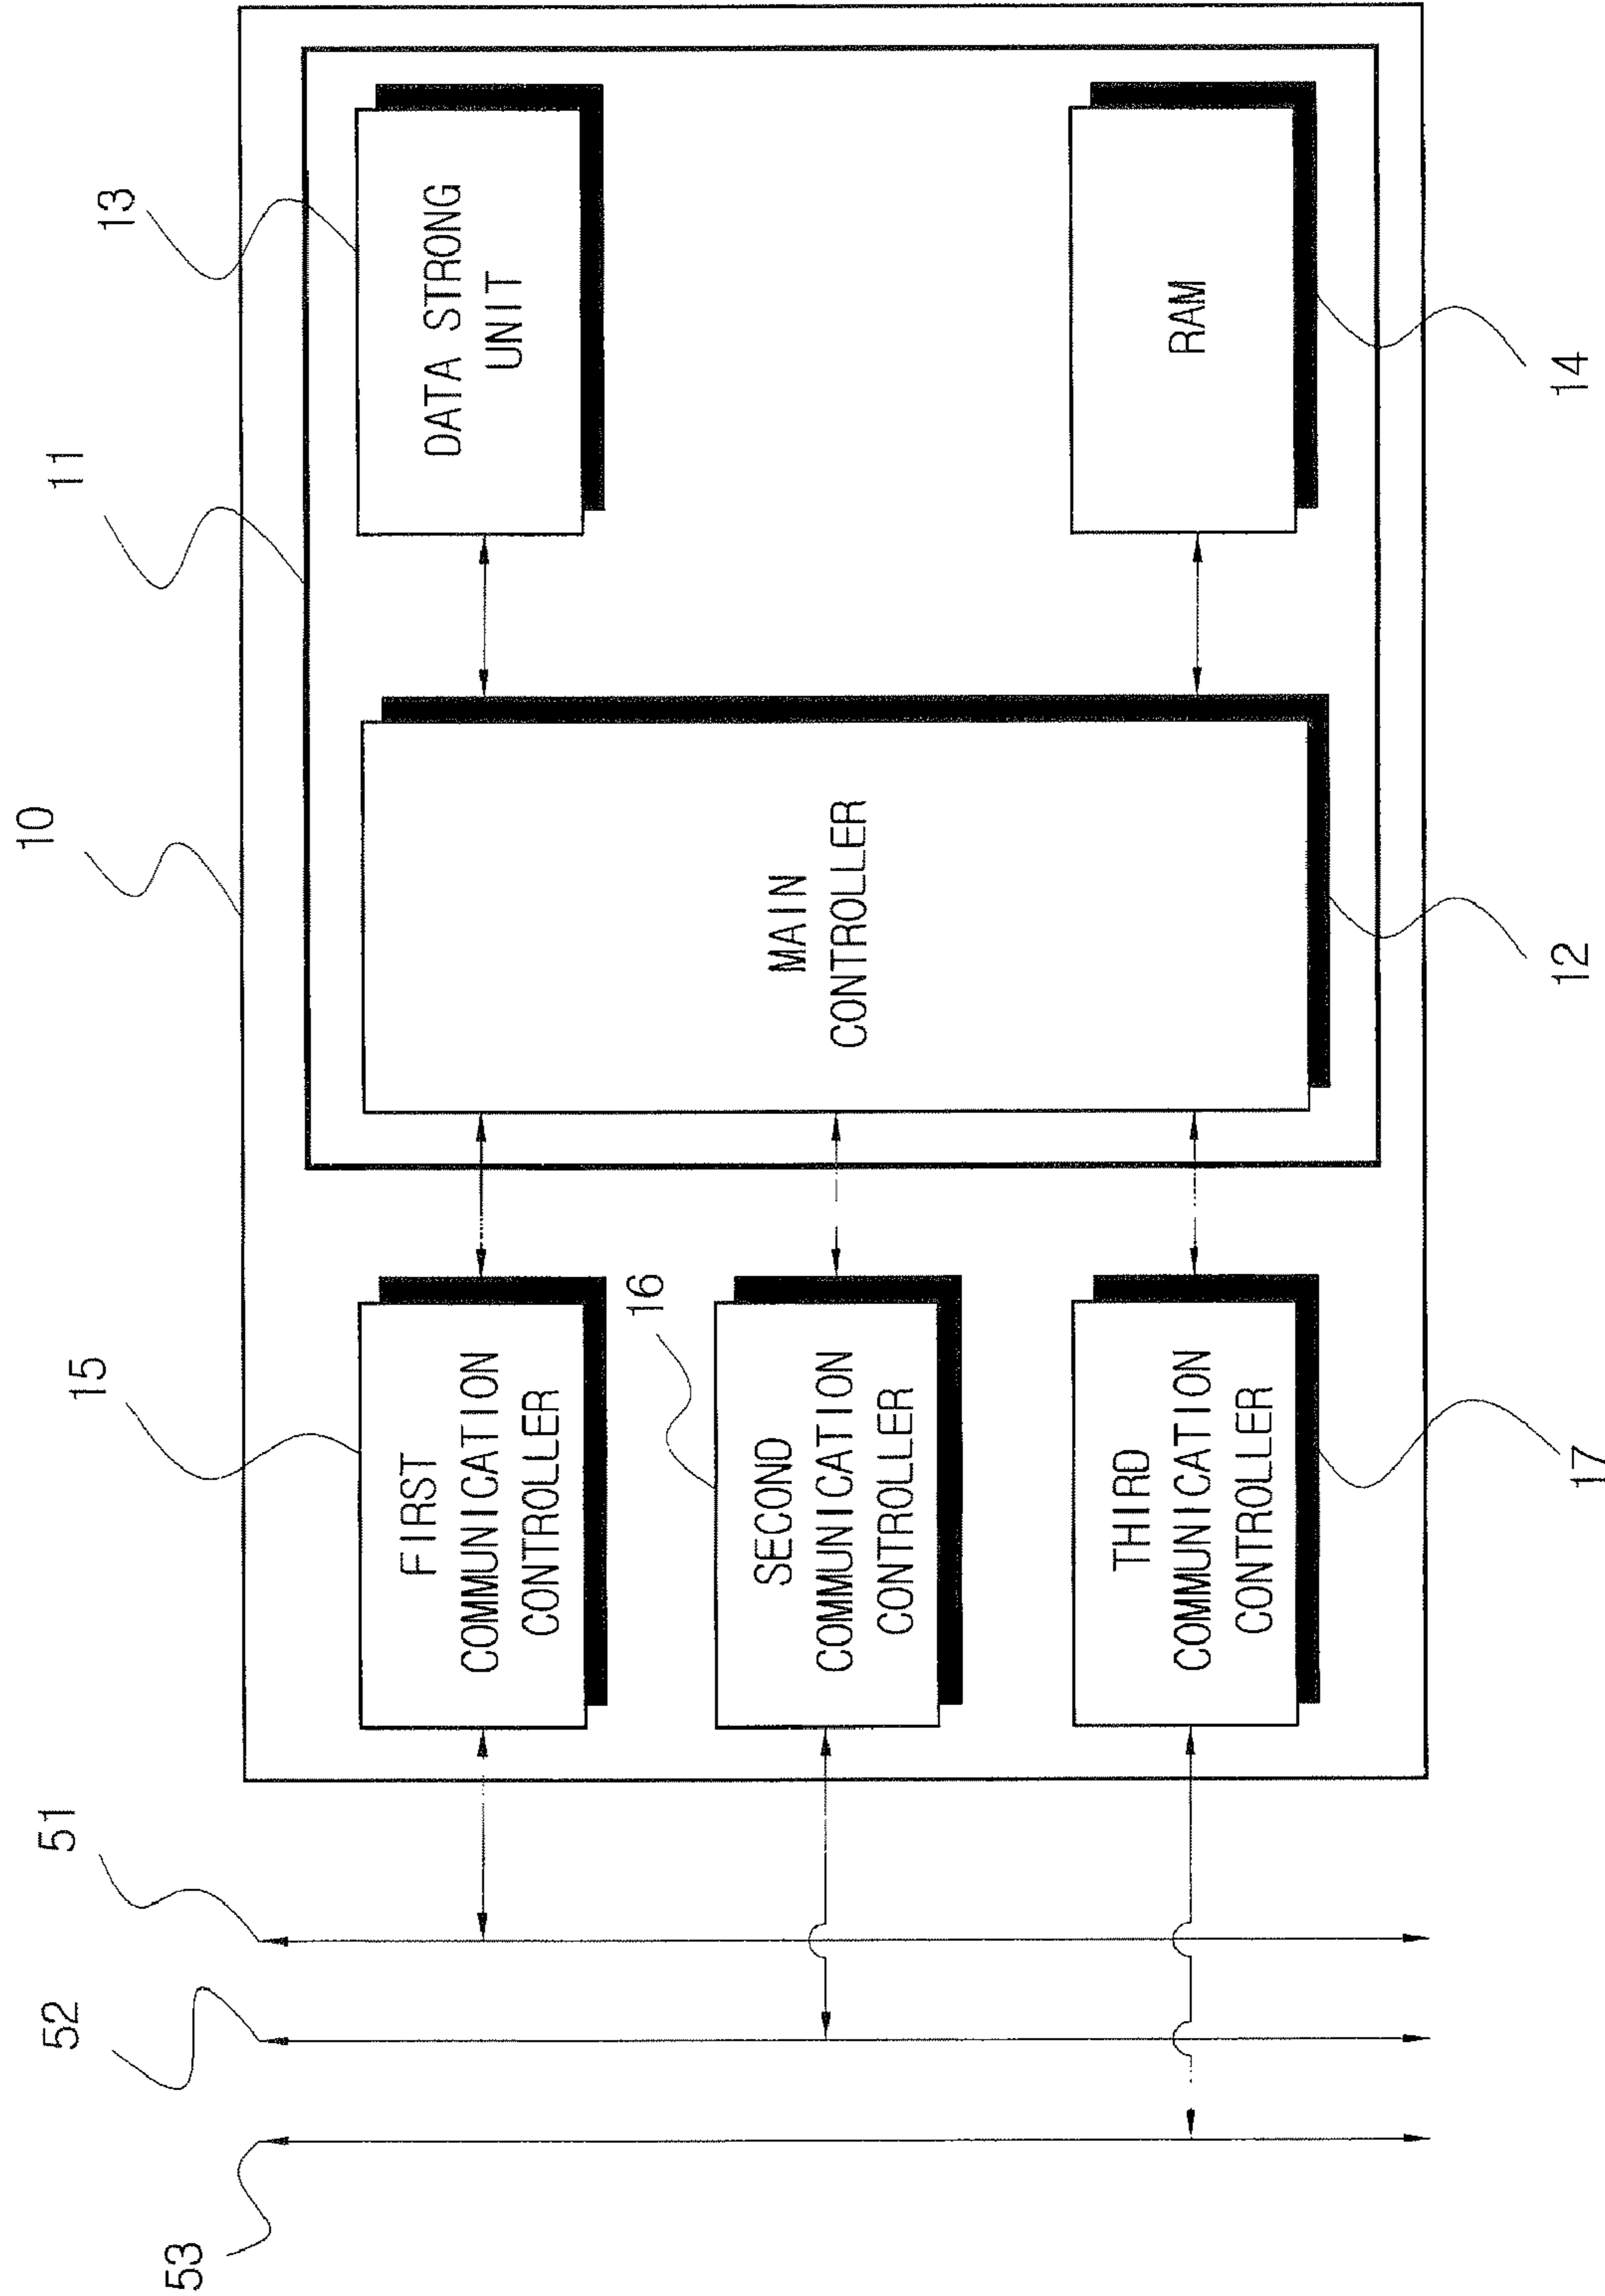 10
11
13
DATA STRONG
UNIT
15
FIRST
COMMUNICATION
CONTROLLER
51
52
53
16
SECOND
COMMUNICATION
CONTROLLER
MAIN
CONTROLLER
THIRD
COMMUNICATION
CONTROLLER
RAM
17
12
14